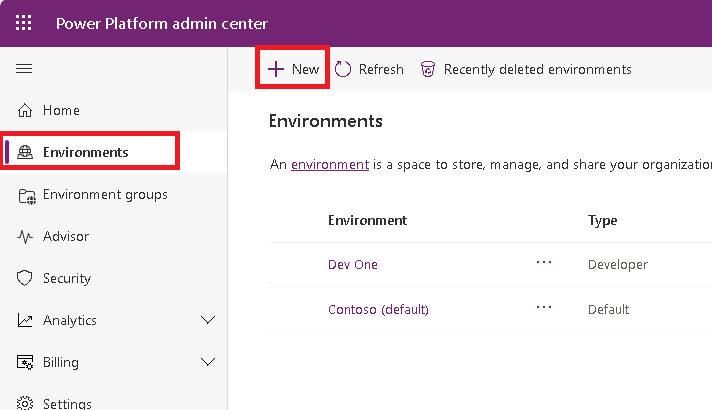 Power Platform admin center
New Refresh Recently deleted environments
Home
Environments
Environment groups
Advisor
Security
Analytics
Billing
Settings
Environments
An environment is a space to store, manage, and share your organizatio
Environment Type
Dev One ... Developer
Contoso (default) ... Default